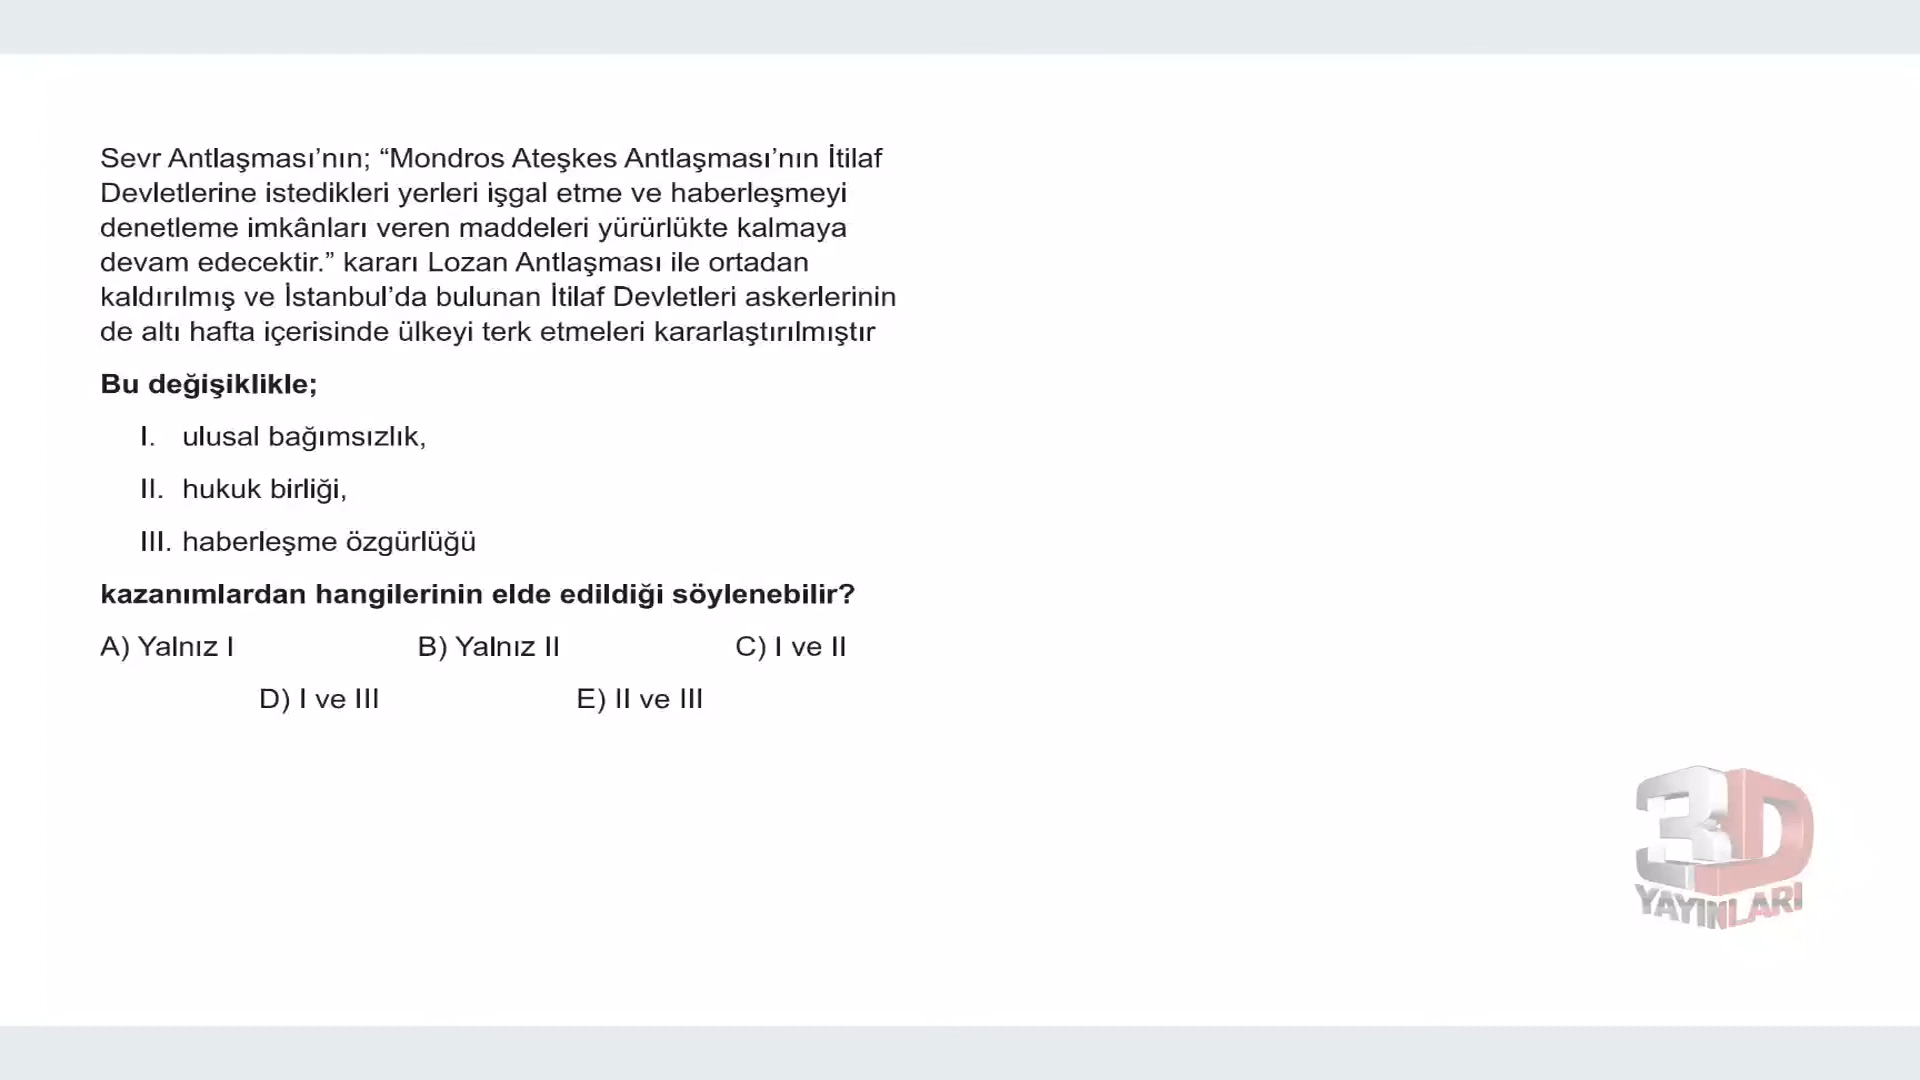 Sevr Antlaşması’nın; “Mondros Ateşkes Antlaşması’nın İtilaf
Devletlerine istedikleri yerleri işgal etme ve haberleşmeyi
denetleme imkânları veren maddeleri yürürlükte kalmaya
devam edecektir.” kararı Lozan Antlaşması ile ortadan
kaldırılmış ve İstanbul’da bulunan İtilaf Devletleri askerlerinin
de altı hafta içerisinde ülkeyi terk etmeleri kararlaştırılmıştır
Bu değişiklikle;
I. ulusal bağımsızlık,
II. hukuk birliği,
III. haberleşme özgürlüğü
kazanımlardan hangilerinin elde edildiği söylenebilir?
A) Yalnız I B) Yalnız II C) I ve II
D) I ve III E) II ve III
3D
YAYINLARI